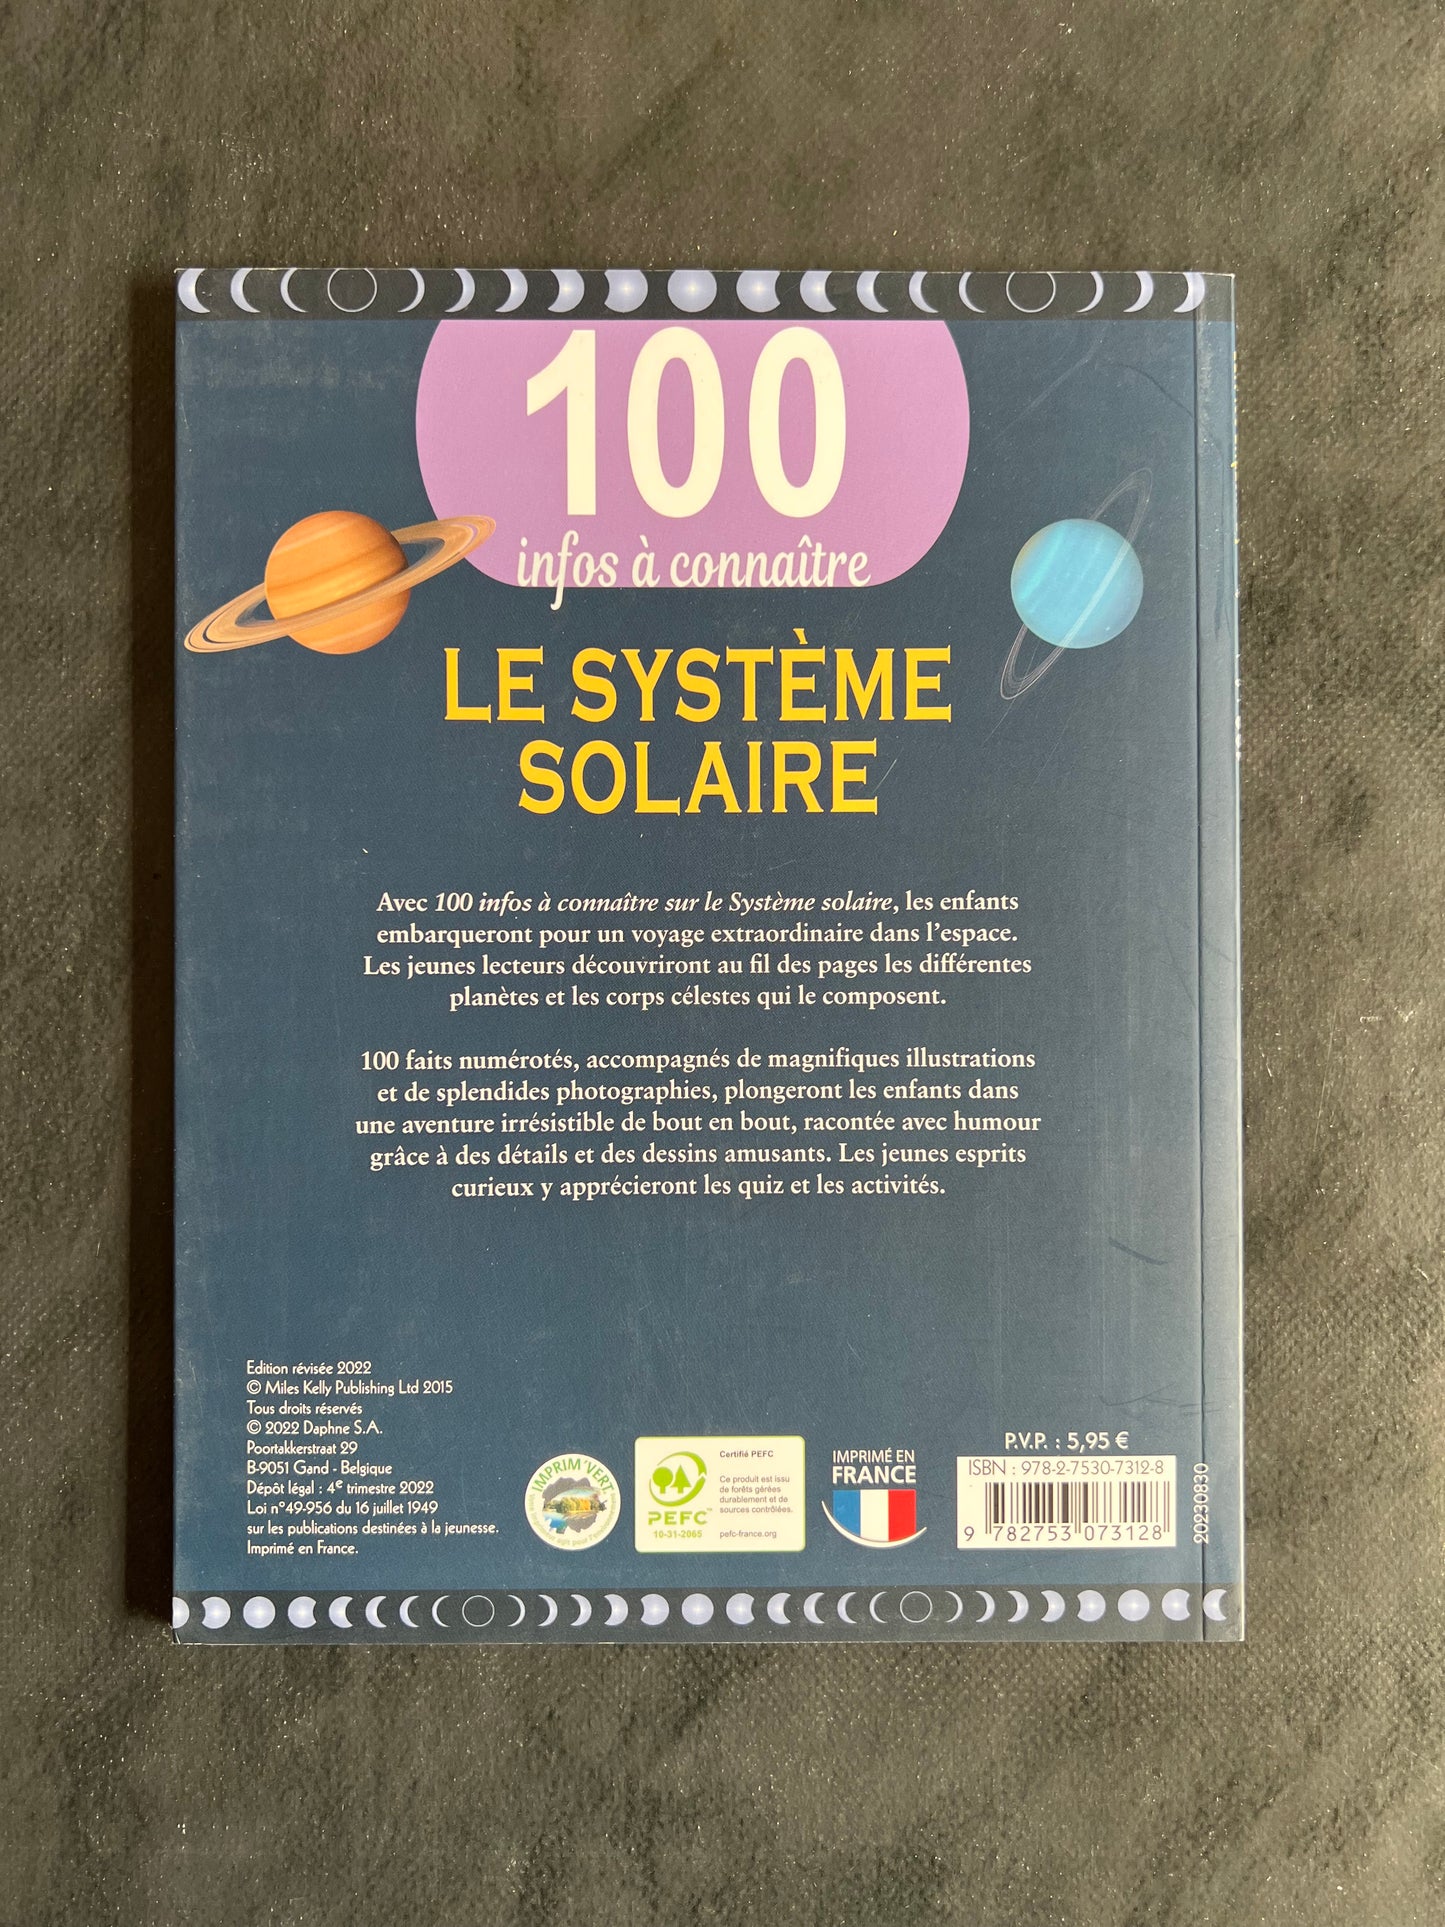 100
infos à connaître
LE SYSTÈME
SOLAIRE
Avec 100 infos à connaître sur le Système solaire, les enfants
embarqueront pour un voyage extraordinaire dans l'espace.
Les jeunes lecteurs découvriront au fil des pages les différentes
planètes et les corps célestes qui le composent.
100 faits numérotés, accompagnés de magnifiques illustrations
et de splendides photographies, plongeront les enfants dans
une aventure irrésistible de bout en bout, racontée avec humour
grâce à des détails et des dessins amusants. Les jeunes esprits
curieux y apprécieront les quiz et les activités.
Edition révisée 2022
© Miles Kelly Publishing Ltd 2015
Tous droits réservés
© 2022 Daphne S.A.
Poortakkerstraat 29
B-9051 Gand - Belgique
Dépôt légal : 4e trimestre 2022
Loi n°49-956 du 16 juillet 1949
sur les publications destinées à la jeunesse.
Imprimé en France.
IMPRIM'VERT
PEFC
10-31-2065
Certifié PEFC
Ce produit est issu
de forêts gérées
durablement et de
sources contrôlées.
pefc-france.org
IMPRIMÉ EN
FRANCE
P.V.P. : 5,95 €
ISBN : 978-2-7530-7312-8
9 782753 073128
20230830